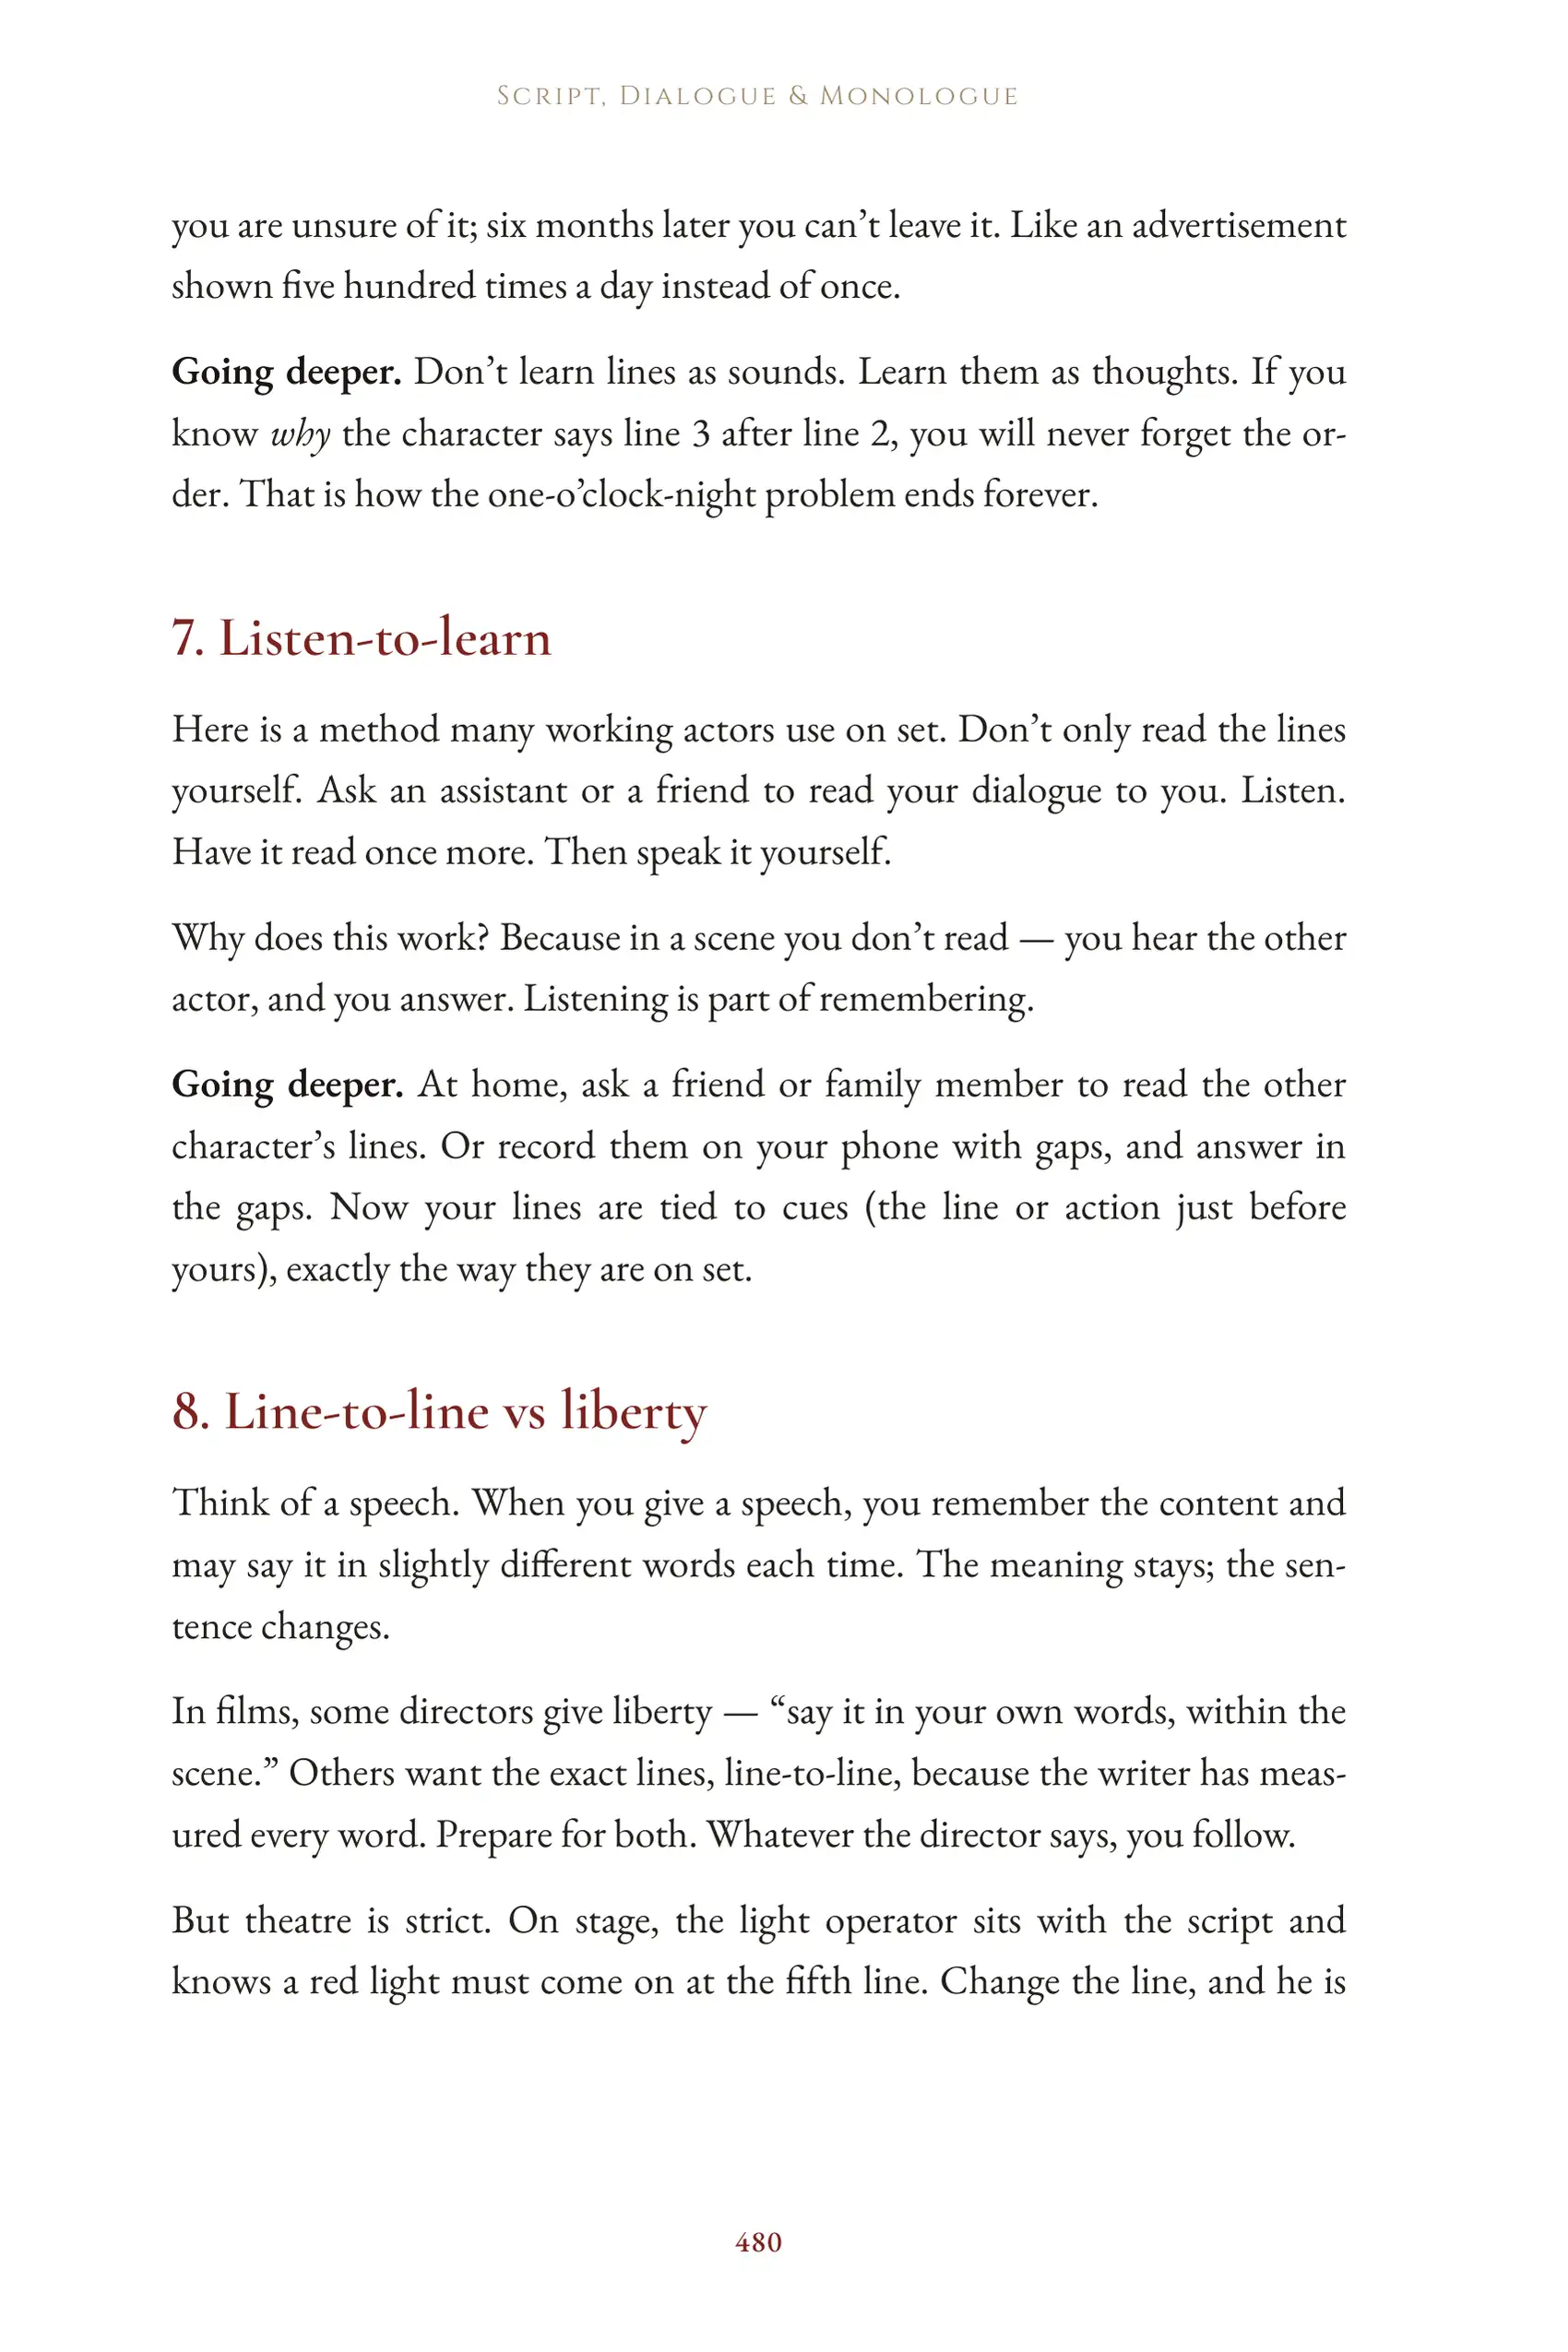 Script, Dialogue & Monologue
you are unsure of it; six months later you can’t leave it. Like an advertisement
shown five hundred times a day instead of once.
Going deeper. Don’t learn lines as sounds. Learn them as thoughts. If you
know why the character says line 3 after line 2, you will never forget the or-
der. That is how the one-o’clock-night problem ends forever.
7. Listen-to-learn
Here is a method many working actors use on set. Don’t only read the lines
yourself. Ask an assistant or a friend to read your dialogue to you. Listen.
Have it read once more. Then speak it yourself.
Why does this work? Because in a scene you don’t read — you hear the other
actor, and you answer. Listening is part of remembering.
Going deeper. At home, ask a friend or family member to read the other
character’s lines. Or record them on your phone with gaps, and answer in
the gaps. Now your lines are tied to cues (the line or action just before
yours), exactly the way they are on set.
8. Line-to-line vs liberty
Think of a speech. When you give a speech, you remember the content and
may say it in slightly different words each time. The meaning stays; the sen-
tence changes.
In films, some directors give liberty — “say it in your own words, within the
scene.” Others want the exact lines, line-to-line, because the writer has meas-
ured every word. Prepare for both. Whatever the director says, you follow.
But theatre is strict. On stage, the light operator sits with the script and
knows a red light must come on at the fifth line. Change the line, and he is
480